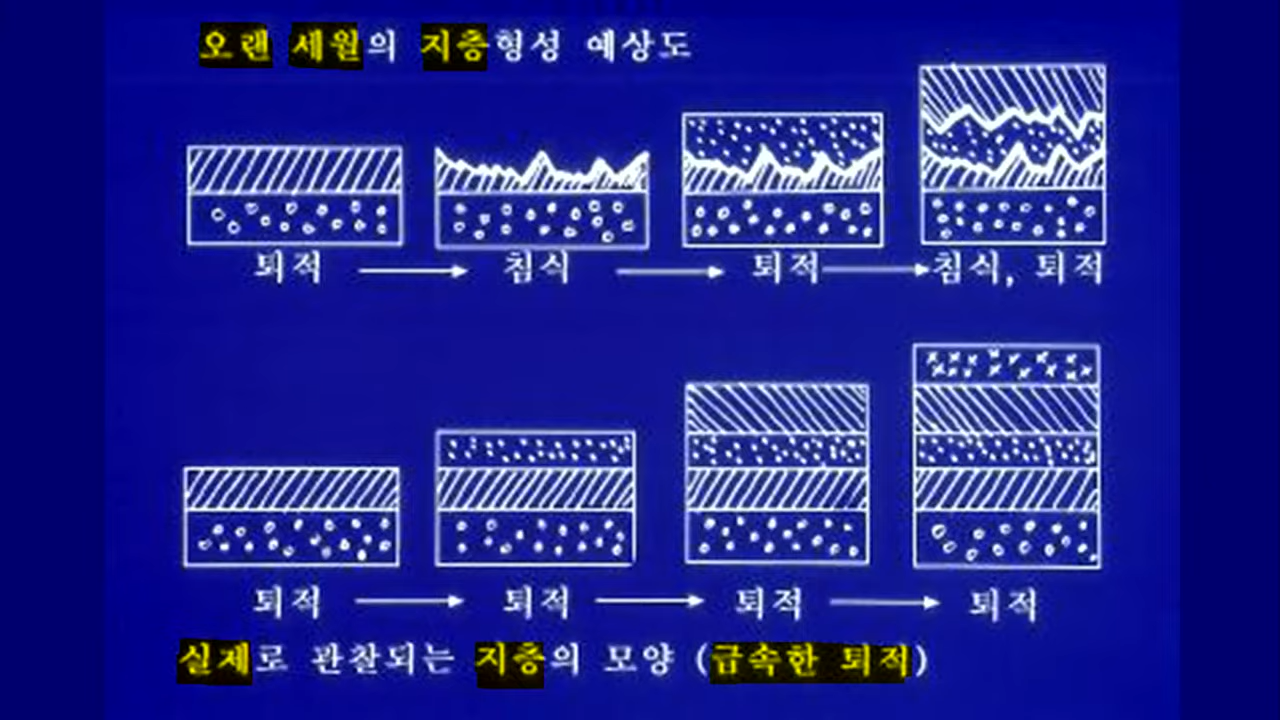 오랜 세월의 지층형성 예상도
퇴적 침식 퇴적 침식, 퇴적
퇴적 퇴적 퇴적 퇴적
실제로 관찰되는 지층의 모양 (급속한 퇴적)